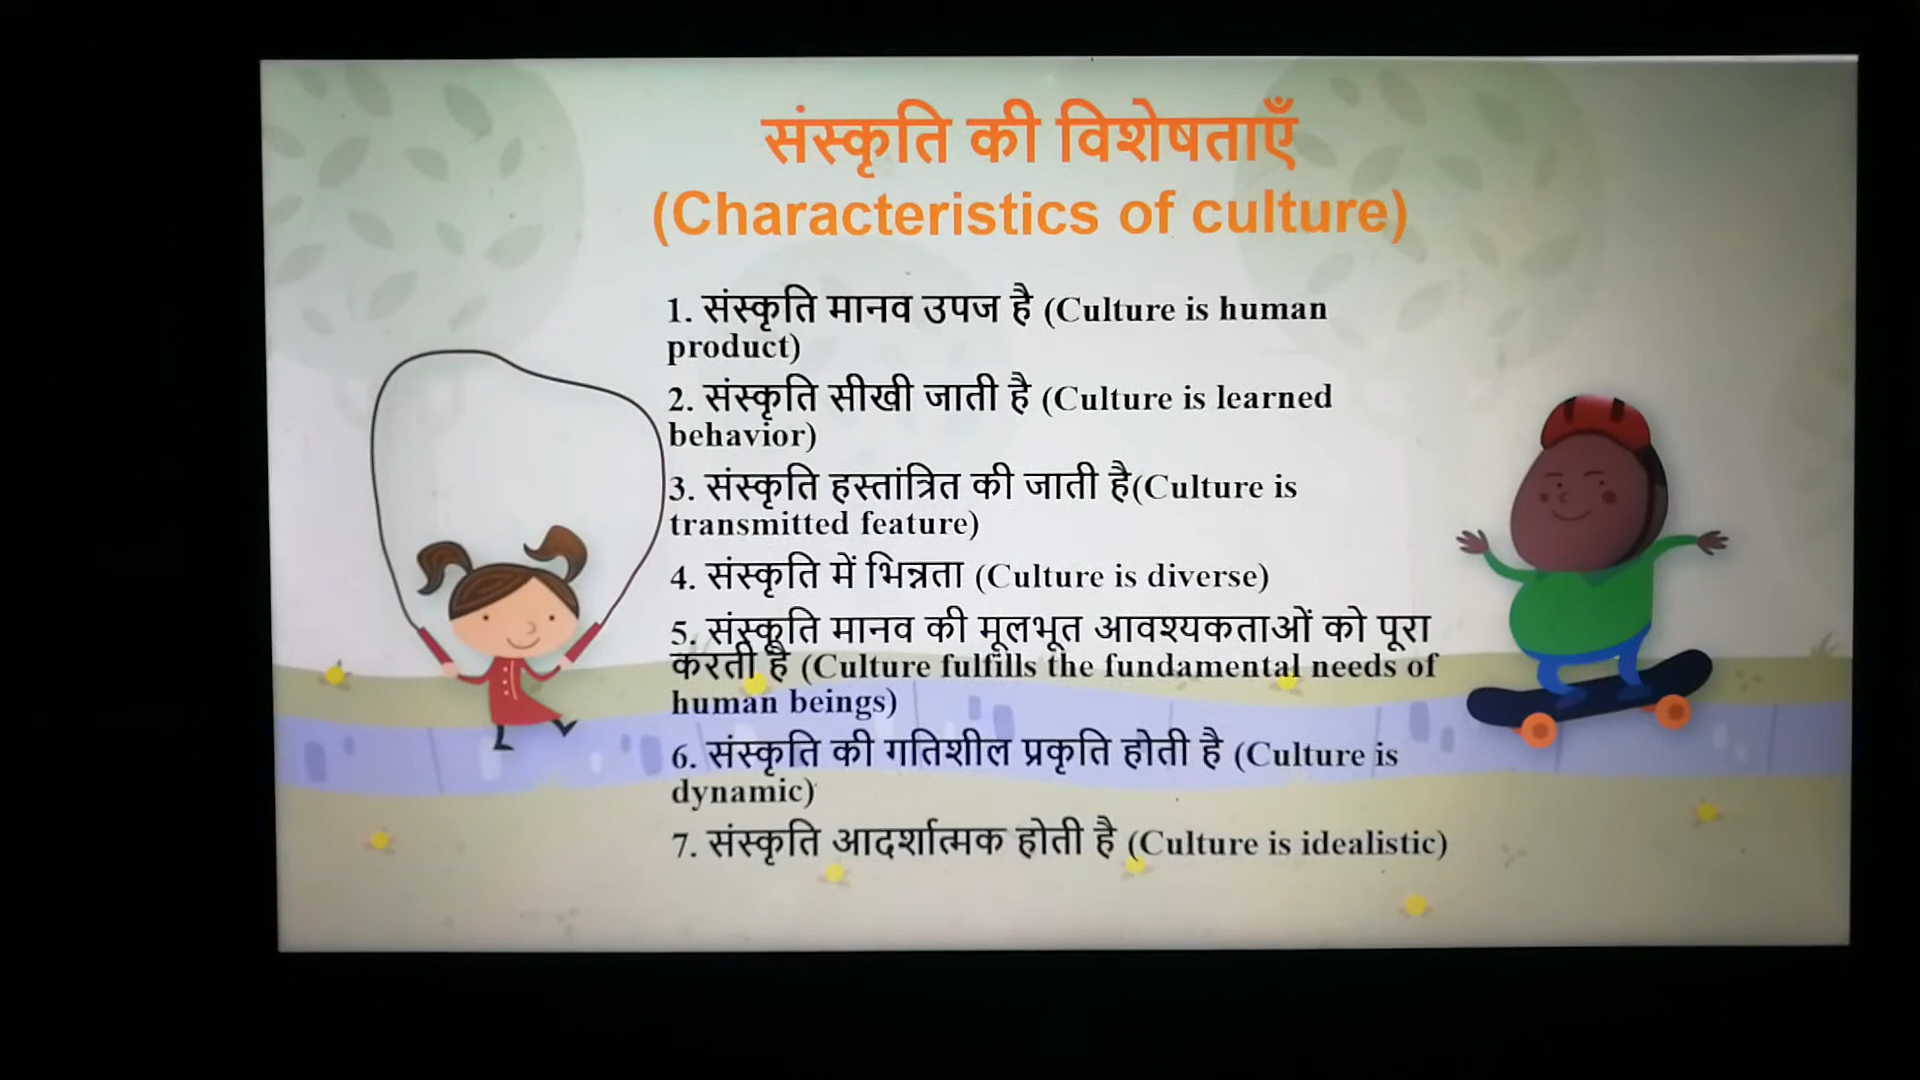 संस्कृति की विशेषताएँ
(Characteristics of culture)
1. संस्कृति मानव उपज है (Culture is human
product)
2. संस्कृति सीखी जाती है (Culture is learned
behavior)
3. संस्कृति हस्तांत्रित की जाती है(Culture is
transmitted feature)
4. संस्कृति में भिन्नता (Culture is diverse)
5. संस्कृति मानव की मूलभूत आवश्यकताओं को पूरा
करती है (Culture fulfills the fundamental needs of
human beings)
6. संस्कृति की गतिशील प्रकृति होती है (Culture is
dynamic)
7. संस्कृति आदर्शात्मक होती है (Culture is idealistic)